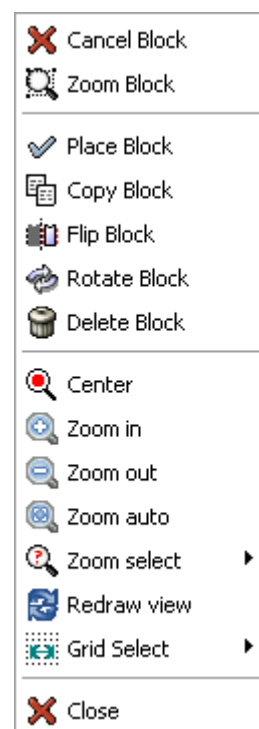 Cancel Block
Zoom Block
Place Block
Copy Block
Flip Block
Rotate Block
Delete Block
Center
Zoom in
Zoom out
Zoom auto
Zoom select
Redraw view
Grid Select
Close